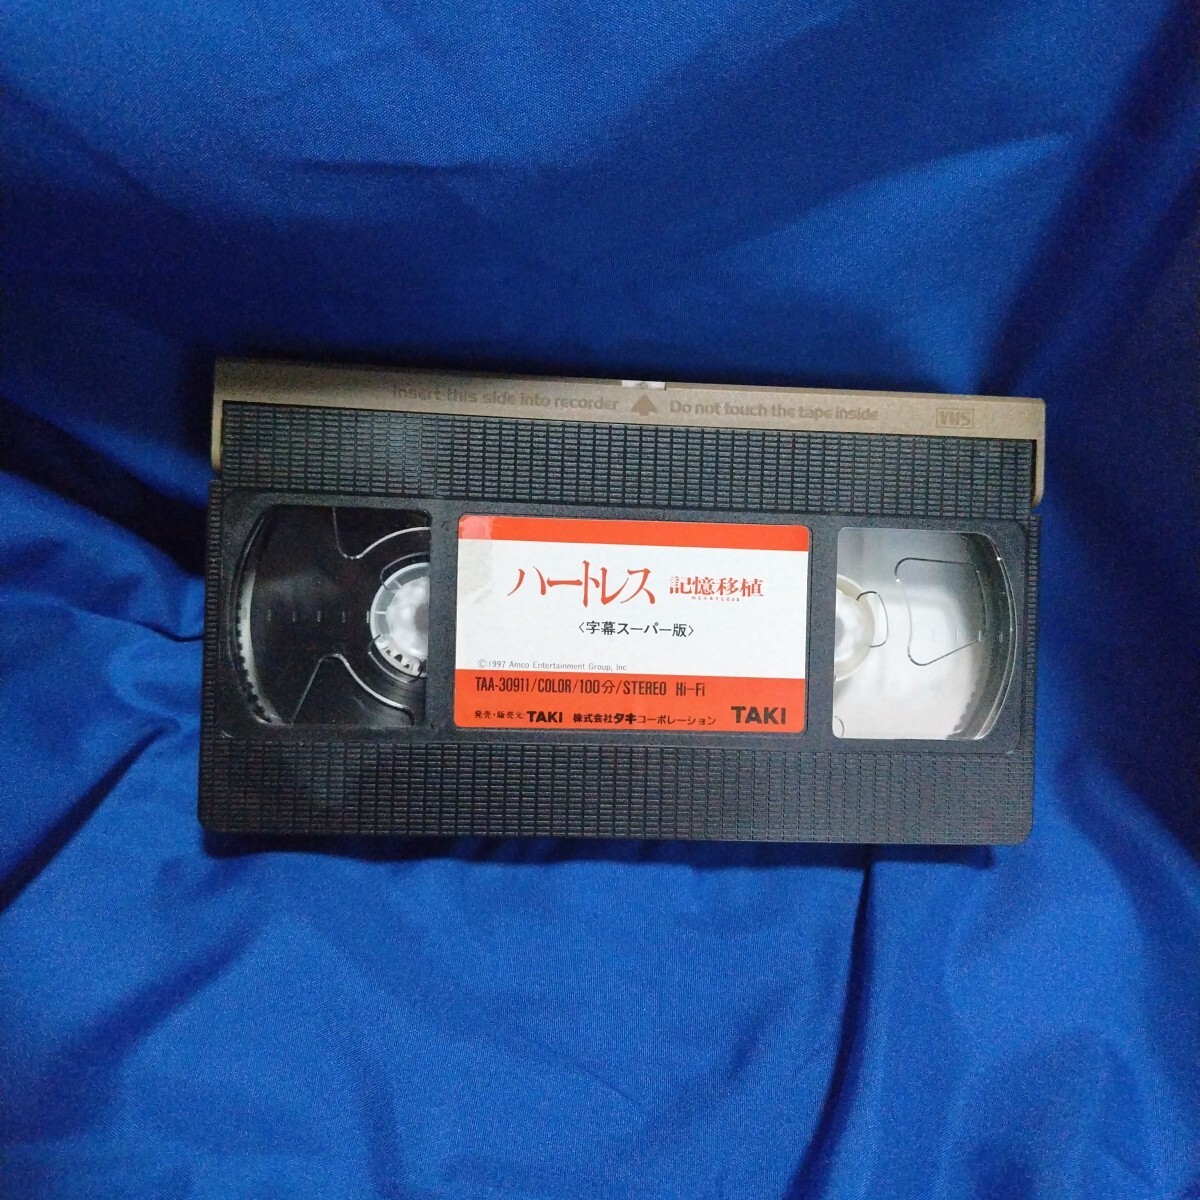 Insert this side into recorder Do not touch the tape inside VHS
ハートレス 記憶移植
HEARTLESS
〈字幕スーパー版〉
Ⓒ1997 Amco Entertainment Group, Inc.
TAA-30911/COLOR/100分/STEREO Hi-Fi
発売・販売元 TAKI 株式会社タキコーポレーション TAKI